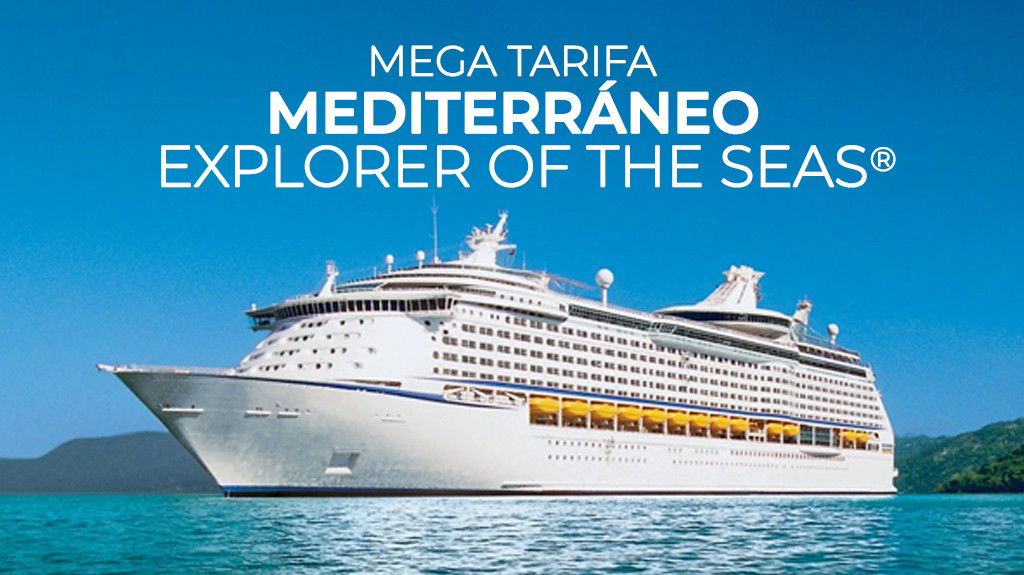 MEGA TARIFA
MEDITERRÁNEO
EXPLORER OF THE SEAS®